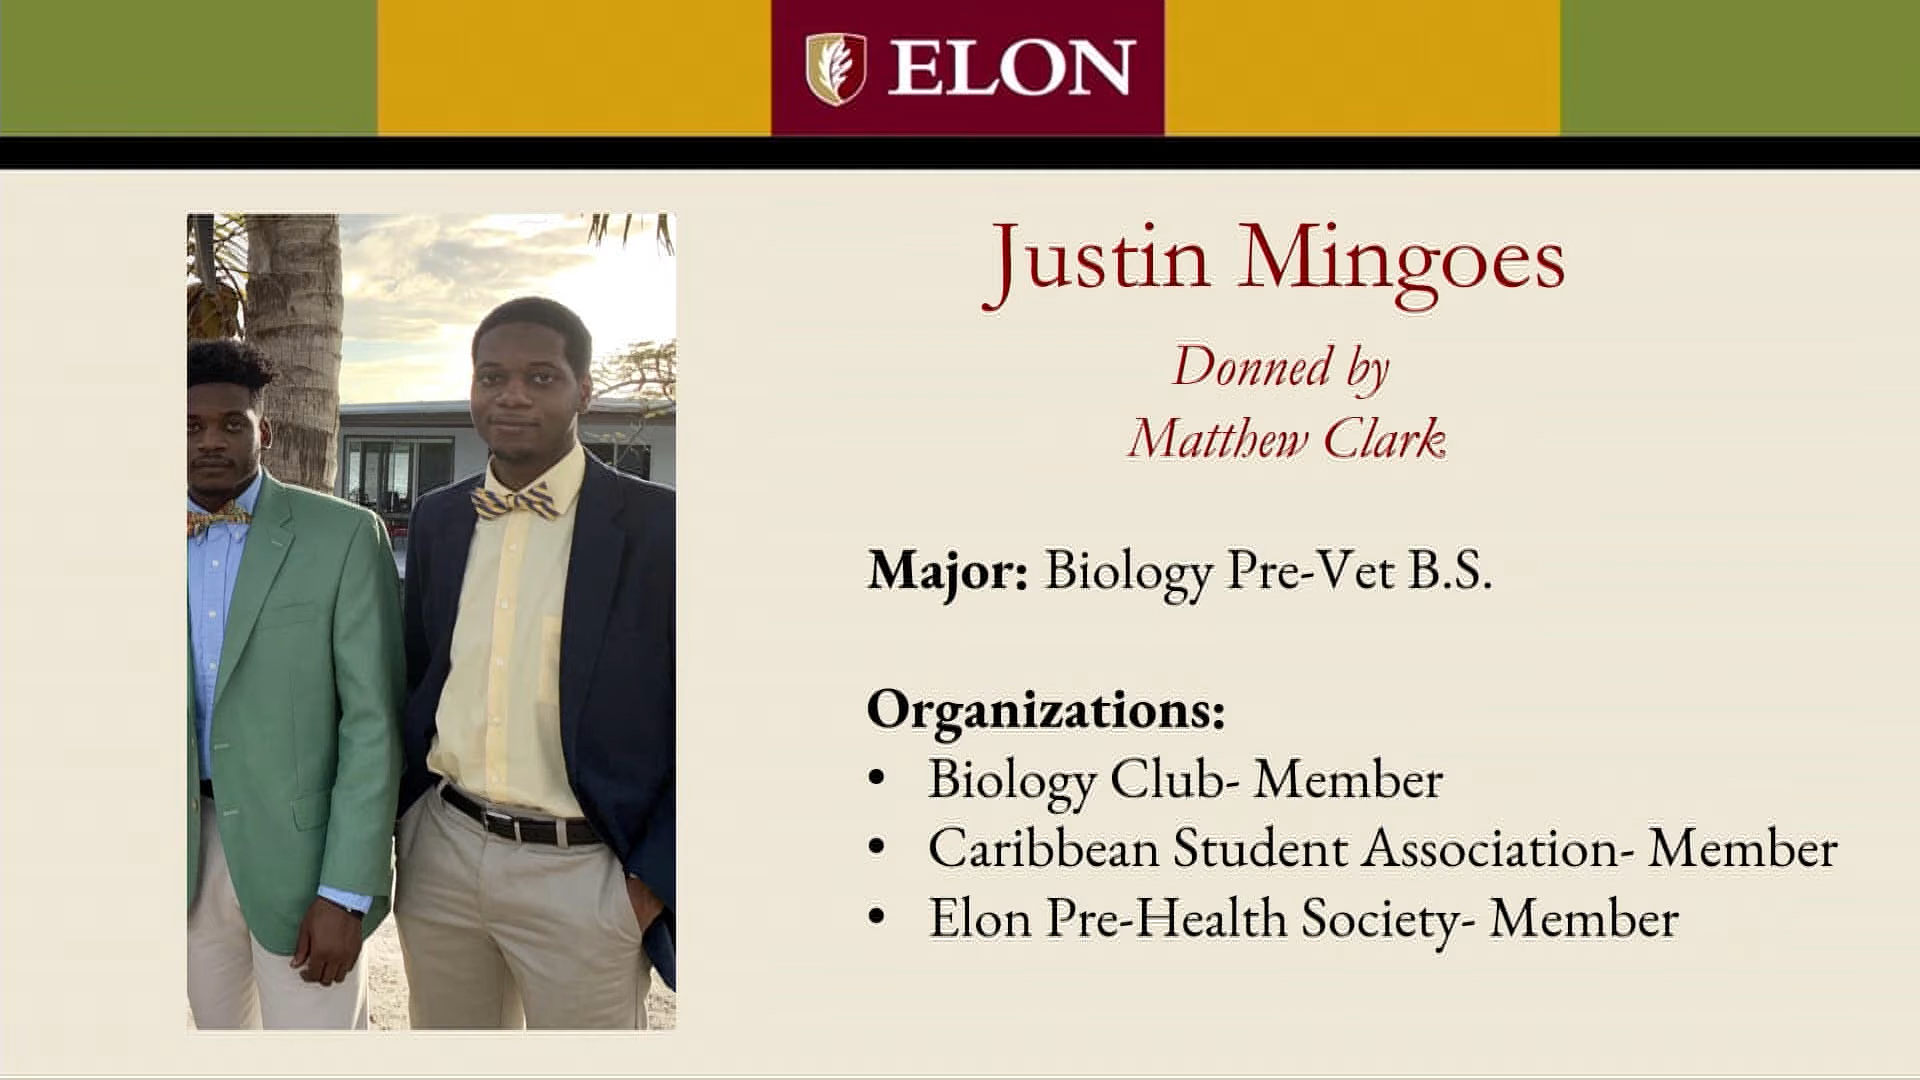 ELON
Justin Mingoes
Donned by
Matthew Clark
Major: Biology Pre-Vet B.S.
Organizations:
• Biology Club- Member
• Caribbean Student Association- Member
• Elon Pre-Health Society- Member